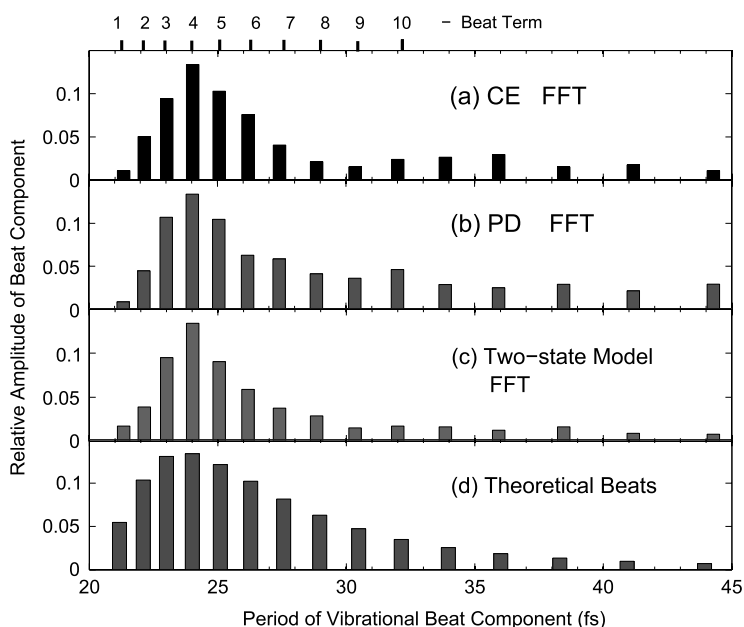 1 2 3 4 5 6 7 8 9 10 − Beat Term
Relative Amplitude of Beat Component
(a) CE FFT
0.1
0.05
0
(b) PD FFT
0.1
0.05
0
(c) Two−state Model
FFT
0.1
0.05
0
(d) Theoretical Beats
0.1
0.05
0
20 25 30 35 40 45
Period of Vibrational Beat Component (fs)